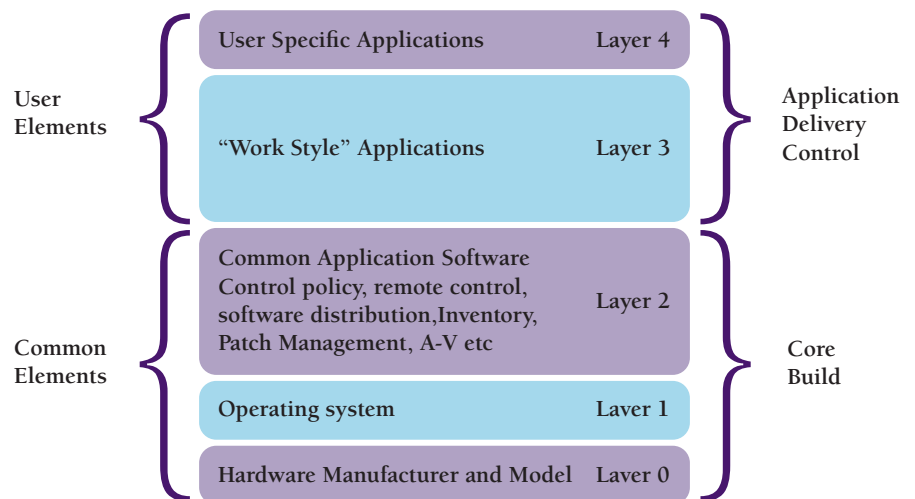 User Specific Applications Layer 4
User
Elements
“Work Style” Applications Layer 3
Application
Delivery
Control
Common Application Software
Control policy, remote control,
software distribution,Inventory,
Patch Management, A-V etc
Layer 2
Common
Elements
Core
Build
Operating system Layer 1
Hardware Manufacturer and Model Layer 0